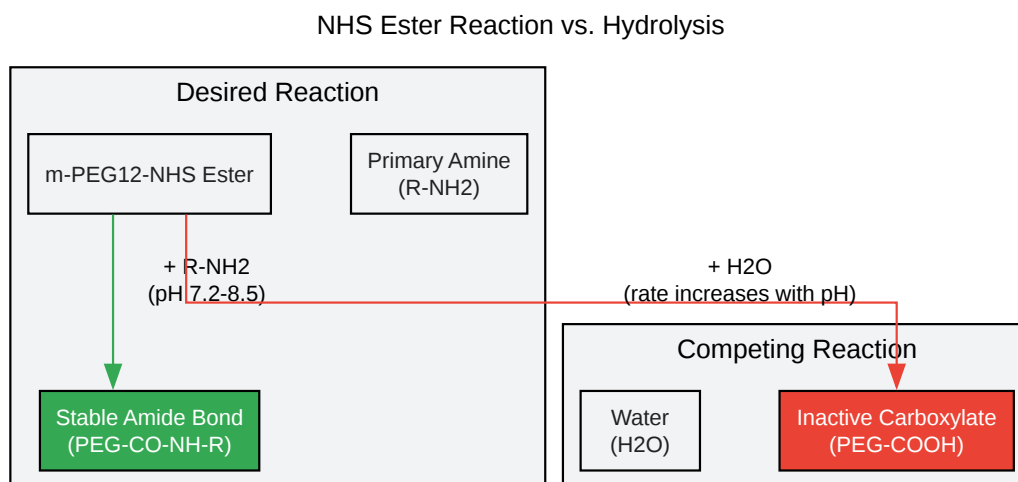 NHS Ester Reaction vs. Hydrolysis
Desired Reaction
m-PEG12-NHS Ester
Primary Amine
(R-NH2)
+ R-NH2
(pH 7.2-8.5)
+ H2O
(rate increases with pH)
Competing Reaction
Stable Amide Bond
(PEG-CO-NH-R)
Water
(H2O)
Inactive Carboxylate
(PEG-COOH)